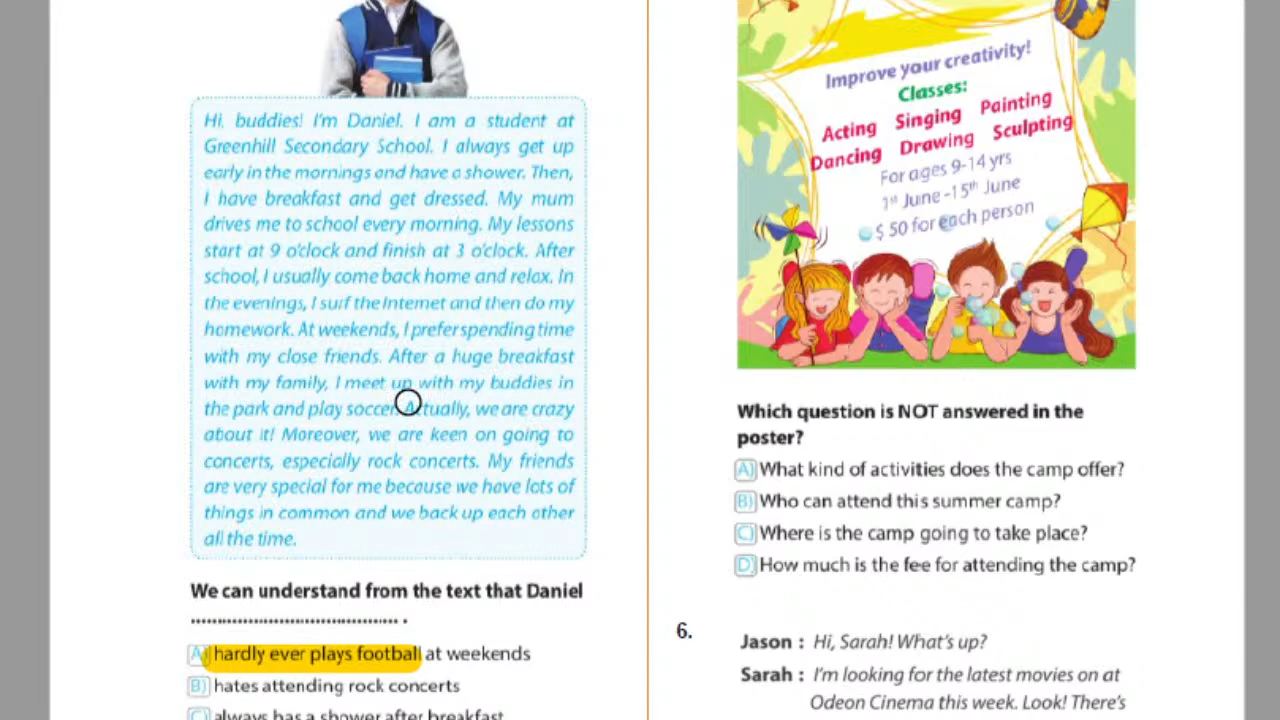 Hi, buddies! I'm Daniel. I am a student at
Greenhill Secondary School. I always get up
early in the mornings and have a shower. Then,
I have breakfast and get dressed. My mum
drives me to school every morning. My lessons
start at 9 o'clock and finish at 3 o'clock. After
school, I usually come back home and relax. In
the evenings, I surf the Internet and then do my
homework. At weekends, I prefer spending time
with my close friends. After a huge breakfast
with my family, I meet up with my buddies in
the park and play soccer. Actually, we are crazy
about it! Moreover, we are keen on going to
concerts, especially rock concerts. My friends
are very special for me because we have lots of
things in common and we back up each other
all the time.
We can understand from the text that Daniel
.......................................... .
A) hardly ever plays football at weekends
B) hates attending rock concerts
C) always has a shower after breakfast
Improve your creativity!
Classes:
Acting Singing Painting
Dancing Drawing Sculpting
For ages 9-14 yrs
1st June -15th June
$ 50 for each person
Which question is NOT answered in the
poster?
A) What kind of activities does the camp offer?
B) Who can attend this summer camp?
C) Where is the camp going to take place?
D) How much is the fee for attending the camp?
6.
Jason : Hi, Sarah! What's up?
Sarah : I'm looking for the latest movies on at
Odeon Cinema this week. Look! There's